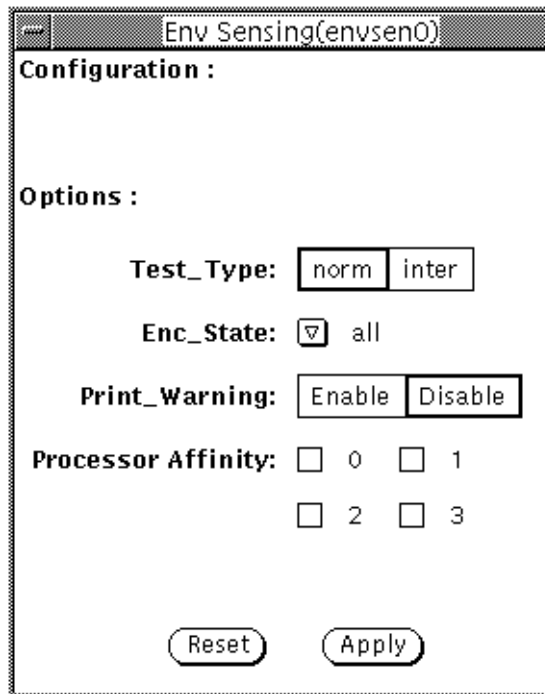 Env Sensing(envsen0)
Configuration :
Options :
Test_Type: norm inter
Enc_State: all
Print_Warning: Enable Disable
Processor Affinity: 0 1
2 3
Reset Apply